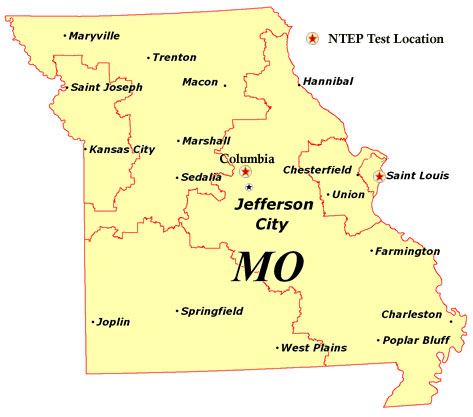 Maryville
NTEP Test Location
Trenton
Macon
Hannibal
Saint Joseph
Marshall
Kansas City
Columbia
Chesterfield
Saint Louis
Sedalia
Union
Jefferson
City
Farmington
MO
Springfield
Charleston
Joplin
Poplar Bluff
West Plains